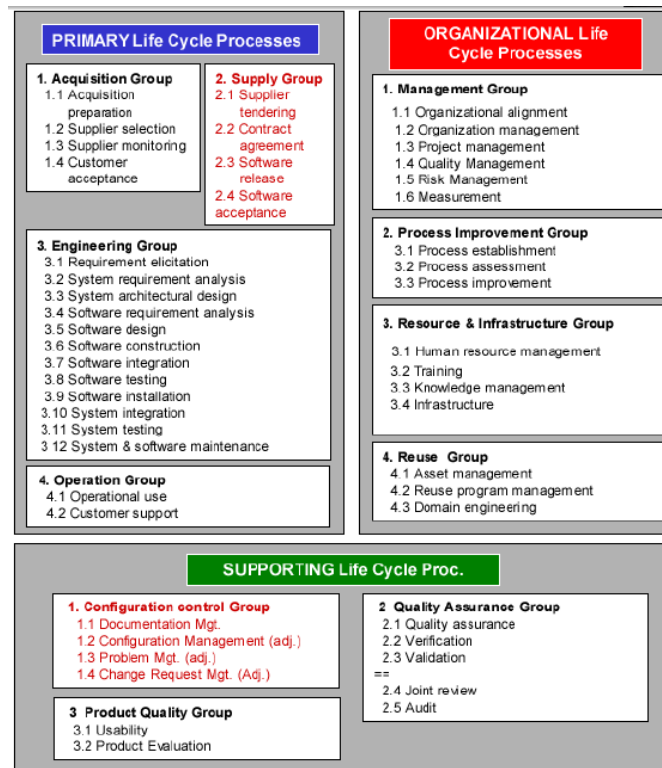 PRIMARY Life Cycle Processes
1. Acquisition Group
1.1 Acquisition
preparation
1.2 Supplier selection
1.3 Supplier monitoring
1.4 Customer
acceptance
2. Supply Group
2.1 Supplier
tendering
2.2 Contract
agreement
2.3 Software
release
2.4 Software
acceptance
3. Engineering Group
3.1 Requirement elicitation
3.2 System requirement analysis
3.3 System architectural design
3.4 Software requirement analysis
3.5 Software design
3.6 Software construction
3.7 Software integration
3.8 Software testing
3.9 Software installation
3.10 System integration
3.11 System testing
3 12 System & software maintenance
4. Operation Group
4.1 Operational use
4.2 Customer support
ORGANIZATIONAL Life
Cycle Processes
1. Management Group
1.1 Organizational alignment
1.2 Organization management
1.3 Project management
1.4 Quality Management
1.5 Risk Management
1.6 Measurement
2. Process Improvement Group
3.1 Process establishment
3.2 Process assessment
3.3 Process improvement
3. Resource & Infrastructure Group
3.1 Human resource management
3.2 Training
3.3 Knowledge management
3.4 Infrastructure
4. Reuse Group
4.1 Asset management
4.2 Reuse program management
4.3 Domain engineering
SUPPORTING Life Cycle Proc.
1. Configuration control Group
1.1 Documentation Mgt.
1.2 Configuration Management (adj.)
1.3 Problem Mgt. (adj.)
1.4 Change Request Mgt. (Adj.)
2 Quality Assurance Group
2.1 Quality assurance
2.2 Verification
2.3 Validation
==
2.4 Joint review
2.5 Audit
3 Product Quality Group
3.1 Usability
3.2 Product Evaluation